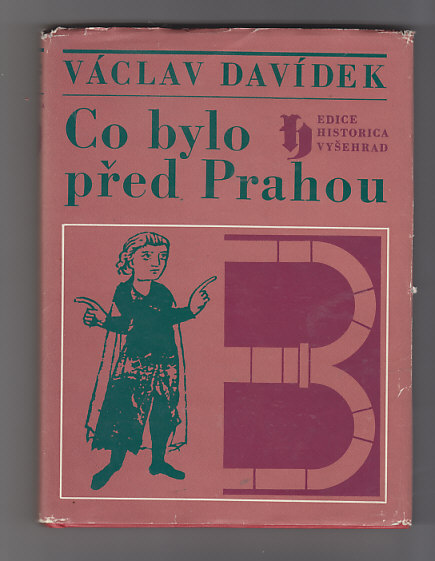 VÁCLAV DAVÍDEK
Co bylo
před Prahou
EDICE
HISTORICA
VYŠEHRAD